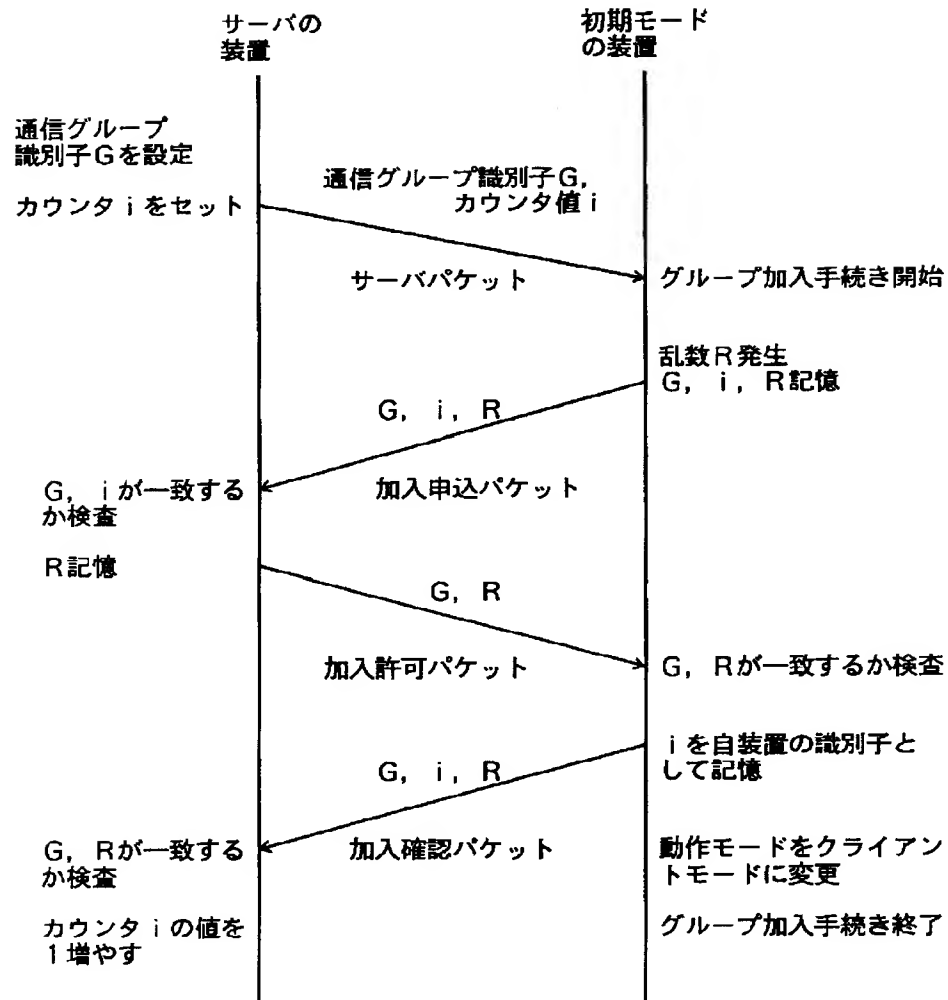 サーバの
装置
初期モード
の装置
通信グループ
識別子Gを設定
カウンタiをセット
通信グループ識別子G，
カウンタ値i
サーバパケット
グループ加入手続き開始
乱数R発生
G，i，R記憶
G，i，R
加入申込パケット
G，iが一致する
か検査
R記憶
G，R
加入許可パケット
G，Rが一致するか検査
iを自装置の識別子と
して記憶
G，i，R
加入確認パケット
G，Rが一致する
か検査
動作モードをクライアン
トモードに変更
カウンタiの値を
1増やす
グループ加入手続き終了